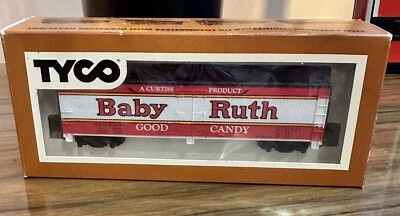 TYCO
A CURTISS PRODUCT
Baby Ruth
GOOD CANDY